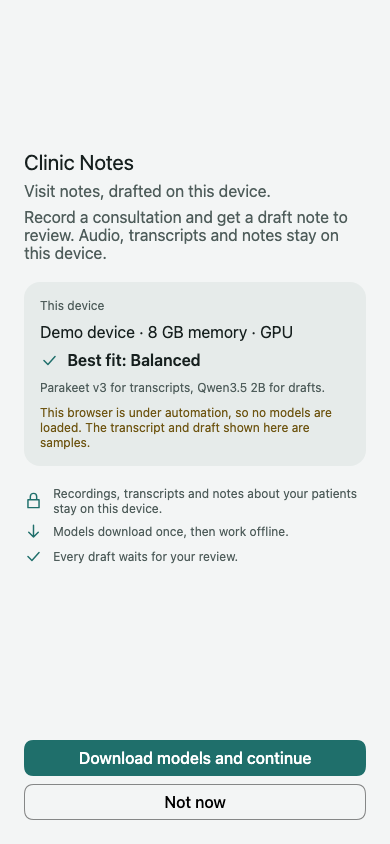 Clinic Notes
Visit notes, drafted on this device.
Record a consultation and get a draft note to
review. Audio, transcripts and notes stay on
this device.
This device
Demo device · 8 GB memory · GPU
Best fit: Balanced
Parakeet v3 for transcripts, Qwen3.5 2B for drafts.
This browser is under automation, so no models are
loaded. The transcript and draft shown here are
samples.
Recordings, transcripts and notes about your patients
stay on this device.
Models download once, then work offline.
Every draft waits for your review.
Download models and continue
Not now